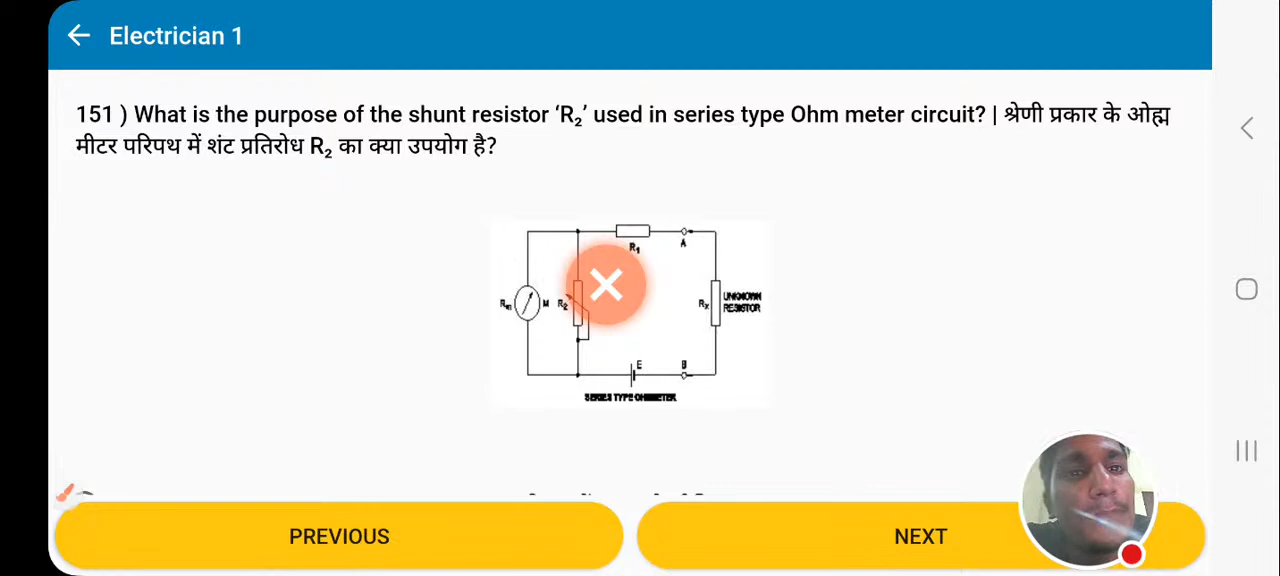 Electrician 1
151 ) What is the purpose of the shunt resistor ‘R₂’ used in series type Ohm meter circuit? | श्रेणी प्रकार के ओह्म
मीटर परिपथ में शंट प्रतिरोध R₂ का क्या उपयोग है?
R₁
A
Rₘ
M
R₂
Rₓ
UNKNOWN
RESISTOR
E
B
SERIES TYPE OHMMETER
PREVIOUS
NEXT